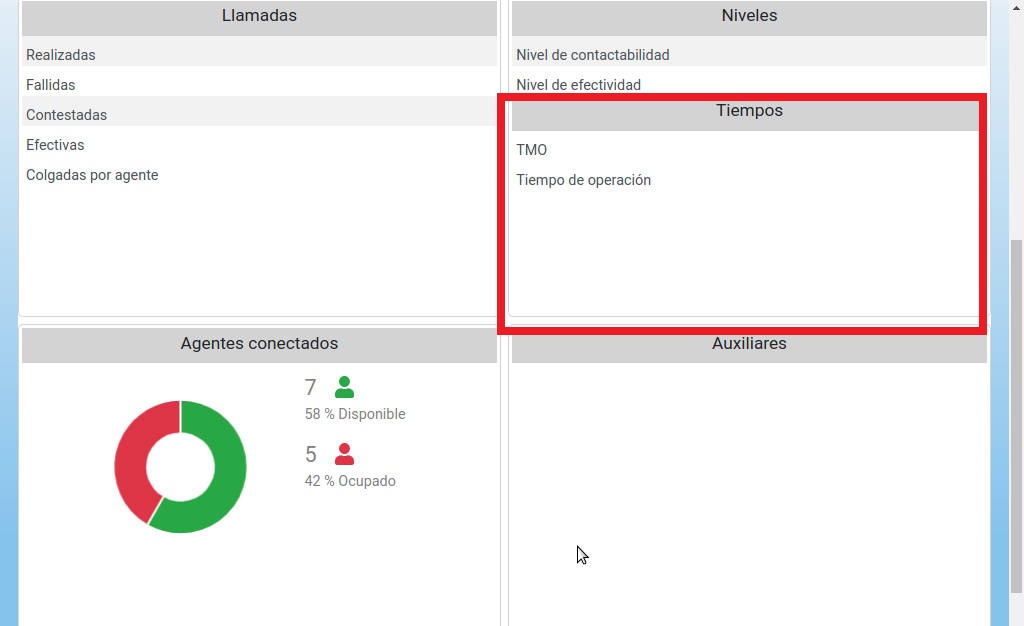 Llamadas
Realizadas
Fallidas
Contestadas
Efectivas
Colgadas por agente
Niveles
Nivel de contactabilidad
Nivel de efectividad
Tiempos
TMO
Tiempo de operación
Agentes conectados
7
58 % Disponible
5
42 % Ocupado
Auxiliares